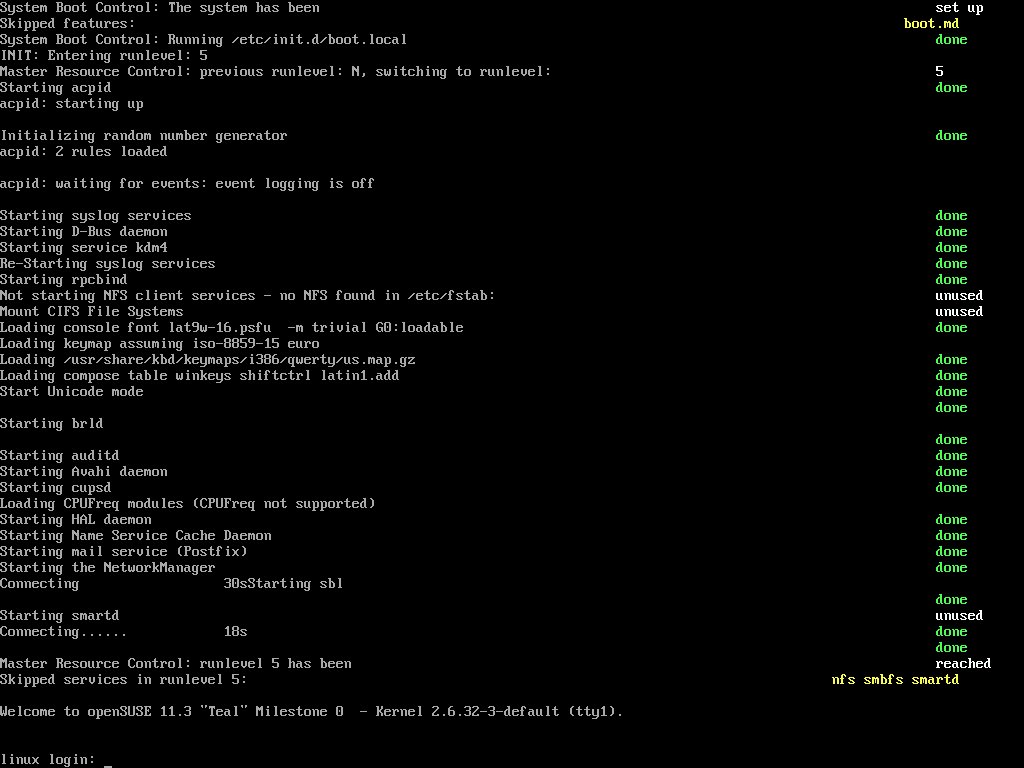 System Boot Control: The system has been set up
Skipped features: boot.md
System Boot Control: Running /etc/init.d/boot.local done
INIT: Entering runlevel: 5
Master Resource Control: previous runlevel: N, switching to runlevel: 5
Starting acpid done
acpid: starting up
Initializing random number generator done
acpid: 2 rules loaded
acpid: waiting for events: event logging is off
Starting syslog services done
Starting D-Bus daemon done
Starting service kdm4 done
Re-Starting syslog services done
Starting rpcbind done
Not starting NFS client services - no NFS found in /etc/fstab: unused
Mount CIFS File Systems unused
Loading console font lat9w-16.psfu  -m trivial G0:loadable done
Loading keymap assuming iso-8859-15 euro
Loading /usr/share/kbd/keymaps/i386/qwerty/us.map.gz done
Loading compose table winkeys shiftctrl latin1.add done
Start Unicode mode done
done
Starting brld
done
Starting auditd done
Starting Avahi daemon done
Starting cupsd done
Loading CPUFreq modules (CPUFreq not supported)
Starting HAL daemon done
Starting Name Service Cache Daemon done
Starting mail service (Postfix) done
Starting the NetworkManager done
Connecting 30sStarting sbl
done
Starting smartd unused
Connecting...... 18s done
done
Master Resource Control: runlevel 5 has been reached
Skipped services in runlevel 5: nfs smbfs smartd
Welcome to openSUSE 11.3 "Teal" Milestone 0  - Kernel 2.6.32-3-default (tty1).
linux login: _